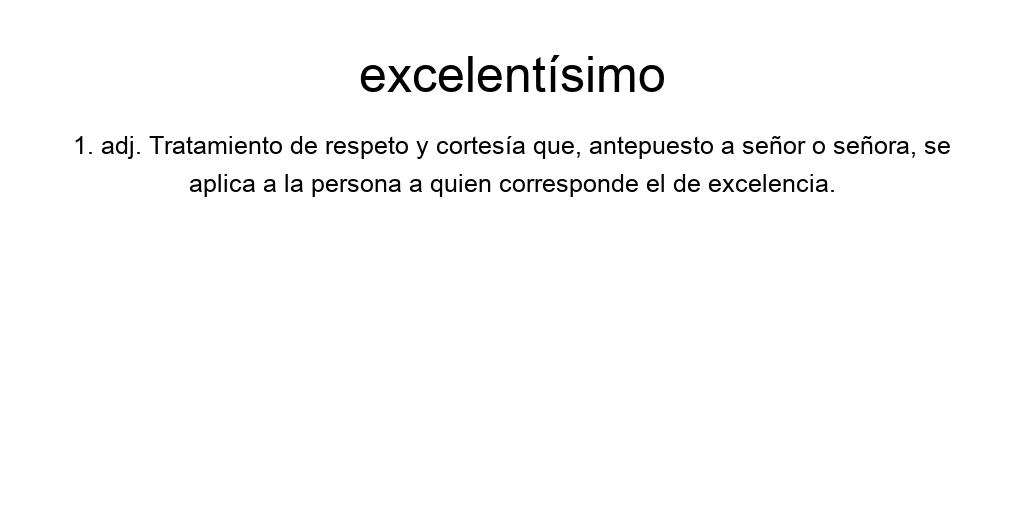 excelentísimo
1. adj. Tratamiento de respeto y cortesía que, antepuesto a señor o señora, se
aplica a la persona a quien corresponde el de excelencia.